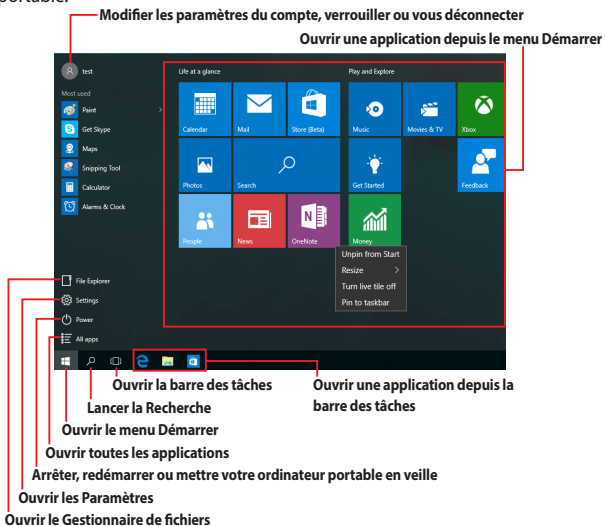 portable.
Modifier les paramètres du compte, verrouiller ou vous déconnecter
Ouvrir une application depuis le menu Démarrer
test
Most used
Paint
Get Skype
Maps
Snipping Tool
Calculator
Alarms & Clock
File Explorer
Settings
Power
All apps
Life at a glance
Play and Explore
Calendar
Mail
Store (Beta)
Music
Movies & TV
Xbox
Photos
Search
Get Started
Feedback
People
News
OneNote
Money
Unpin from Start
Resize
Turn live tile off
Pin to taskbar
Ouvrir la barre des tâches
Ouvrir une application depuis la
barre des tâches
Lancer la Recherche
Ouvrir le menu Démarrer
Ouvrir toutes les applications
Arrêter, redémarrer ou mettre votre ordinateur portable en veille
Ouvrir les Paramètres
Ouvrir le Gestionnaire de fichiers